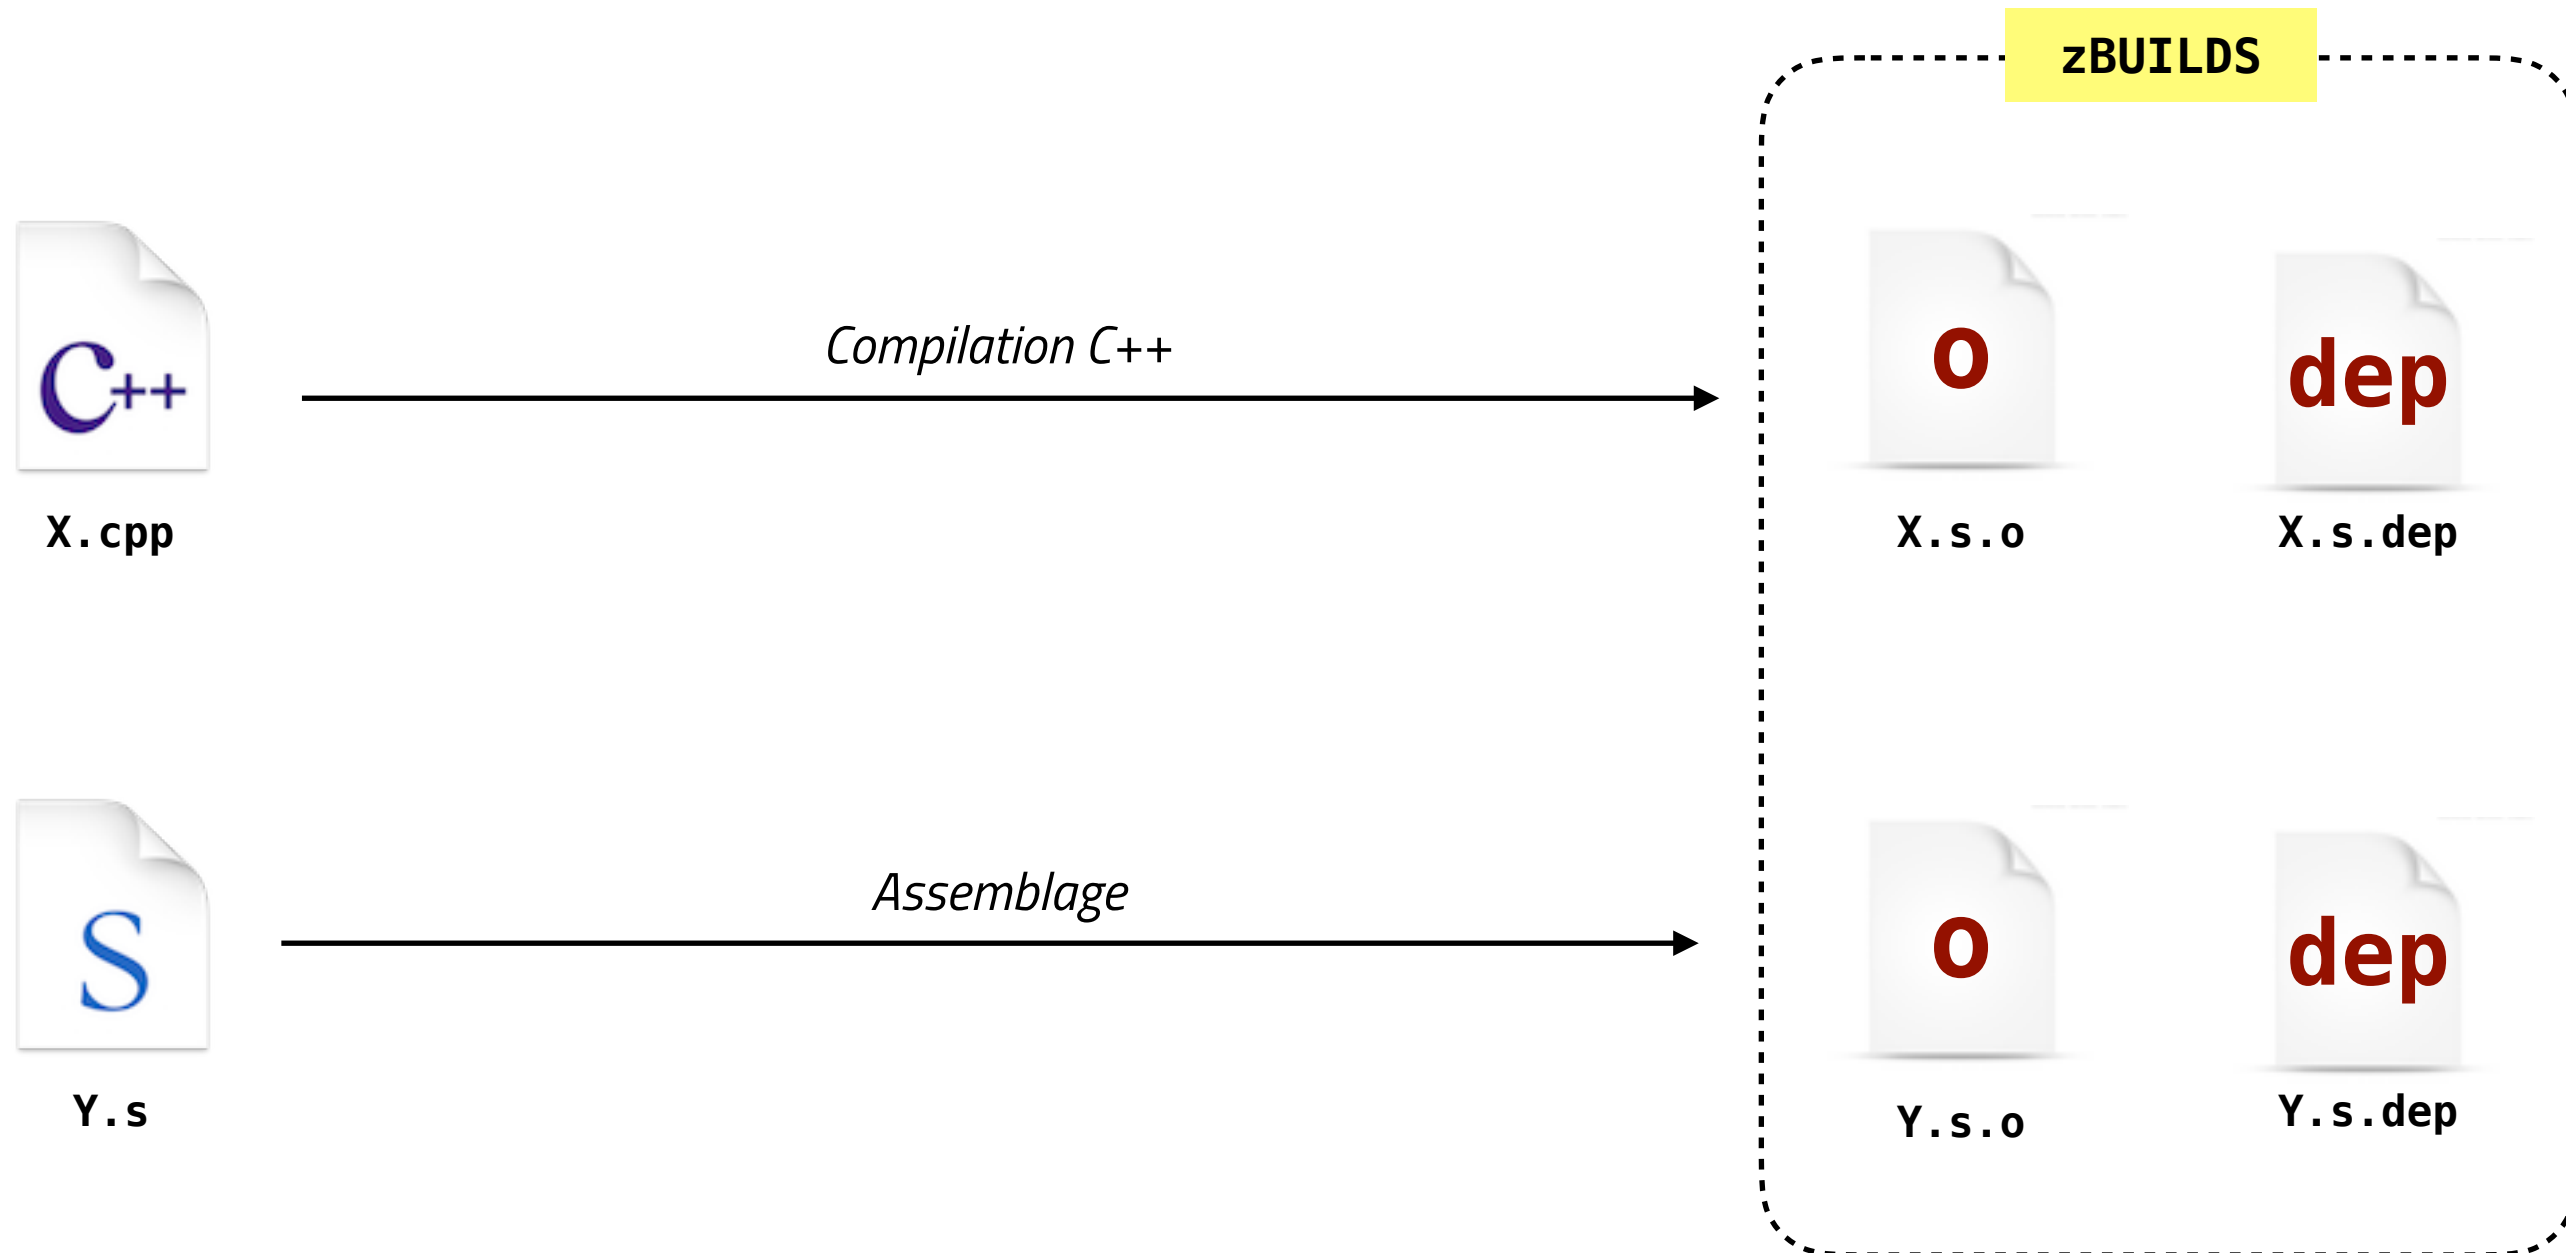 zBUILDS
C++
Compilation C++
o
dep
X.cpp
X.s.o
X.s.dep
S
Assemblage
o
dep
Y.s
Y.s.o
Y.s.dep